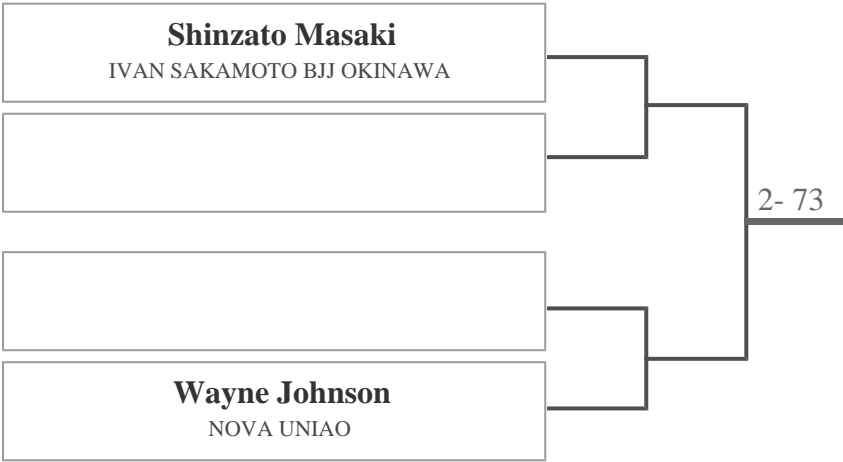 Shinzato Masaki
IVAN SAKAMOTO BJJ OKINAWA
2- 73
Wayne Johnson
NOVA UNIAO